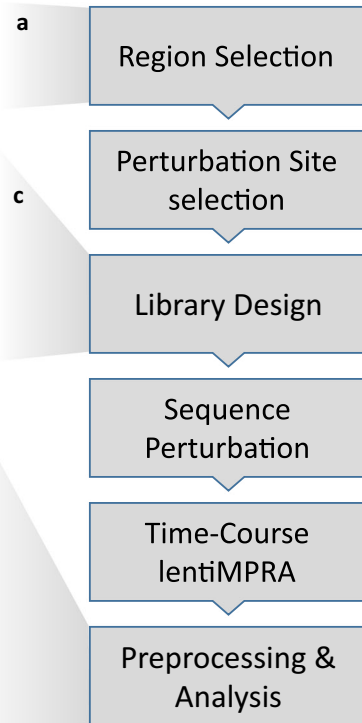 a
Region Selection
Perturbation Site
selection
c
Library Design
Sequence
Perturbation
Time-Course
lentiMPRA
Preprocessing &
Analysis